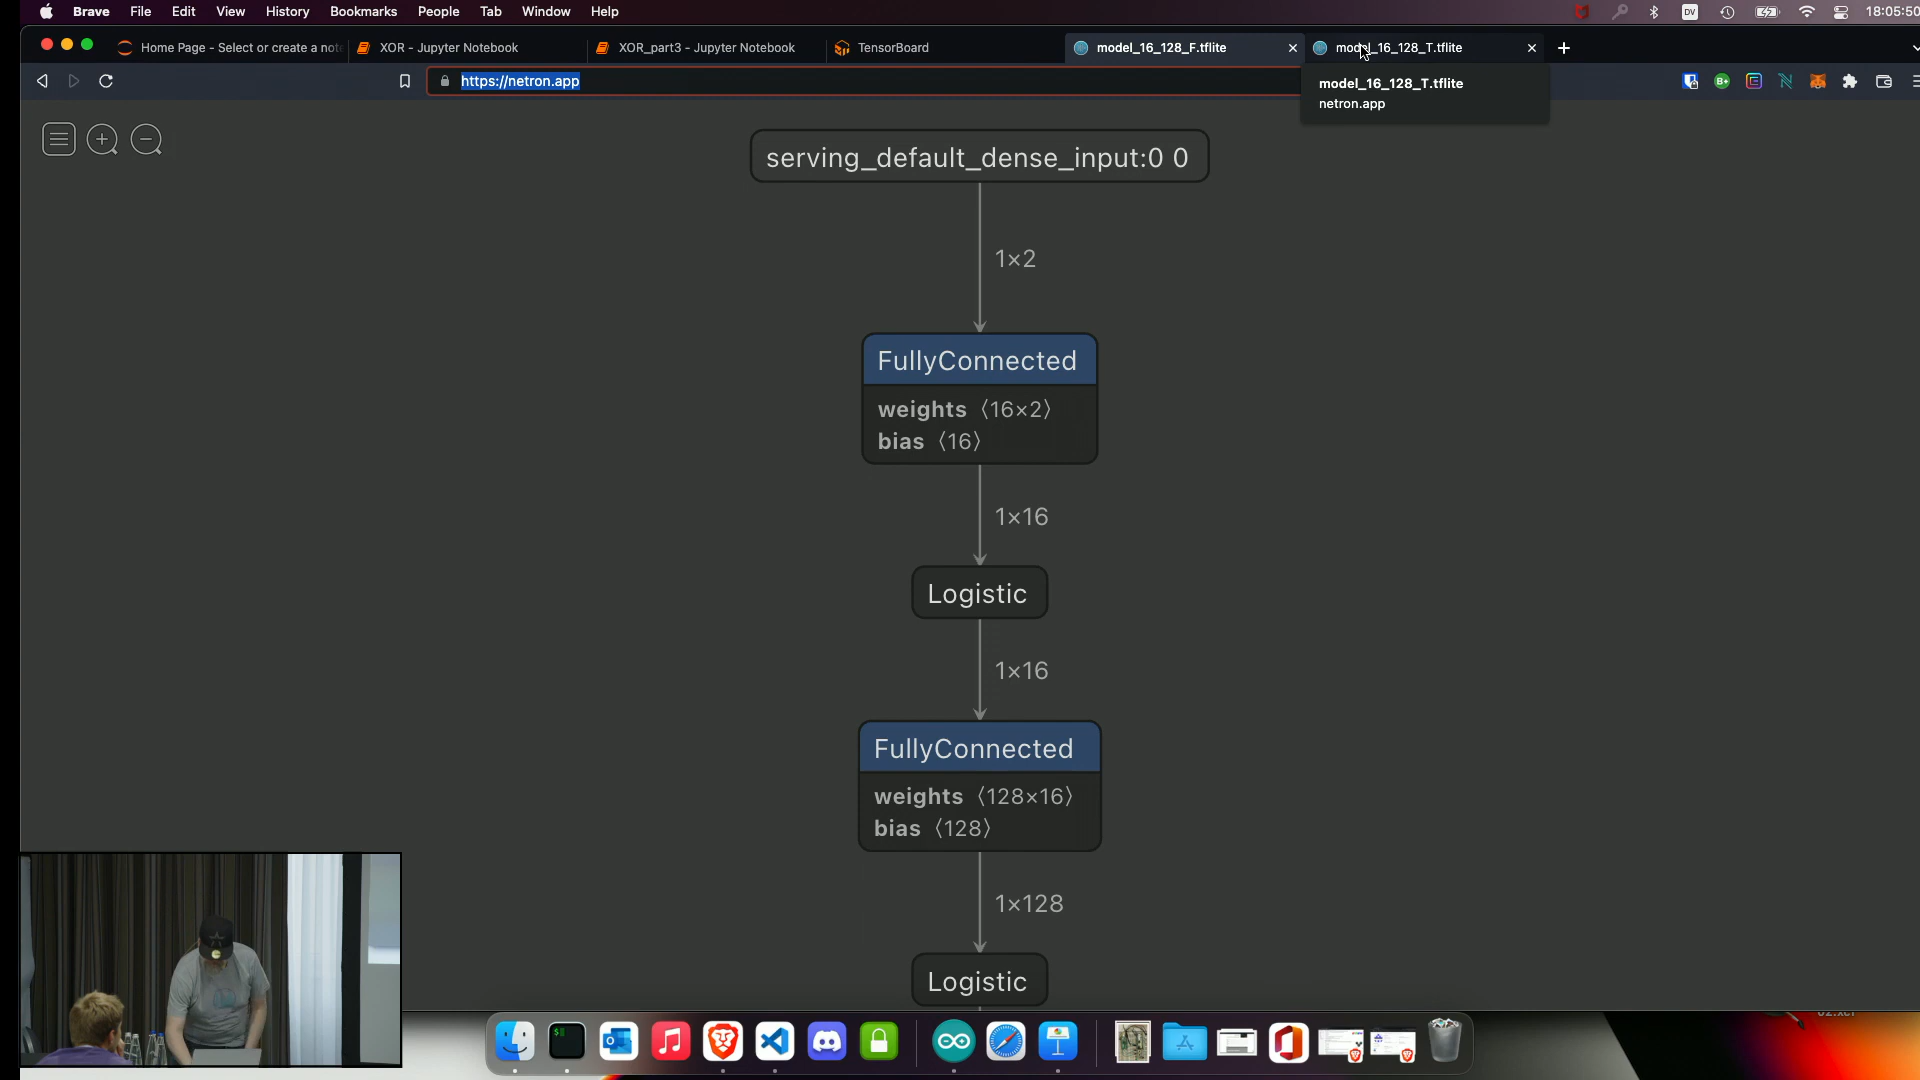 Brave File Edit View History Bookmarks People Tab Window Help DV 18:05:50
Home Page - Select or create a note
XOR - Jupyter Notebook
XOR_part3 - Jupyter Notebook
TensorBoard
model_16_128_F.tflite
model_16_128_T.tflite
https://netron.app
model_16_128_T.tflite
netron.app
serving_default_dense_input:0 0
1×2
FullyConnected
weights ⟨16×2⟩
bias ⟨16⟩
1×16
Logistic
1×16
FullyConnected
weights ⟨128×16⟩
bias ⟨128⟩
1×128
Logistic